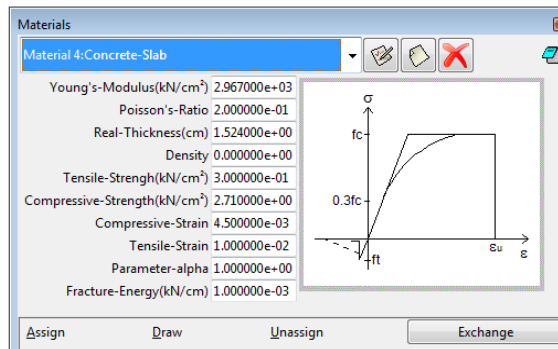 Materials
Material 4:Concrete-Slab
Young's-Modulus(kN/cm²) 2.967000e+03
Poisson's-Ratio 2.000000e-01
Real-Thickness(cm) 1.524000e+00
Density 0.000000e+00
Tensile-Strengh(kN/cm²) 3.000000e-01
Compressive-Strength(kN/cm²) 2.710000e+00
Compressive-Strain 4.500000e-03
Tensile-Strain 1.000000e-02
Parameter-alpha 1.000000e+00
Fracture-Energy(kN/cm) 1.000000e-03
σ
fc
0.3fc
ft
εu
ε
Assign Draw Unassign Exchange